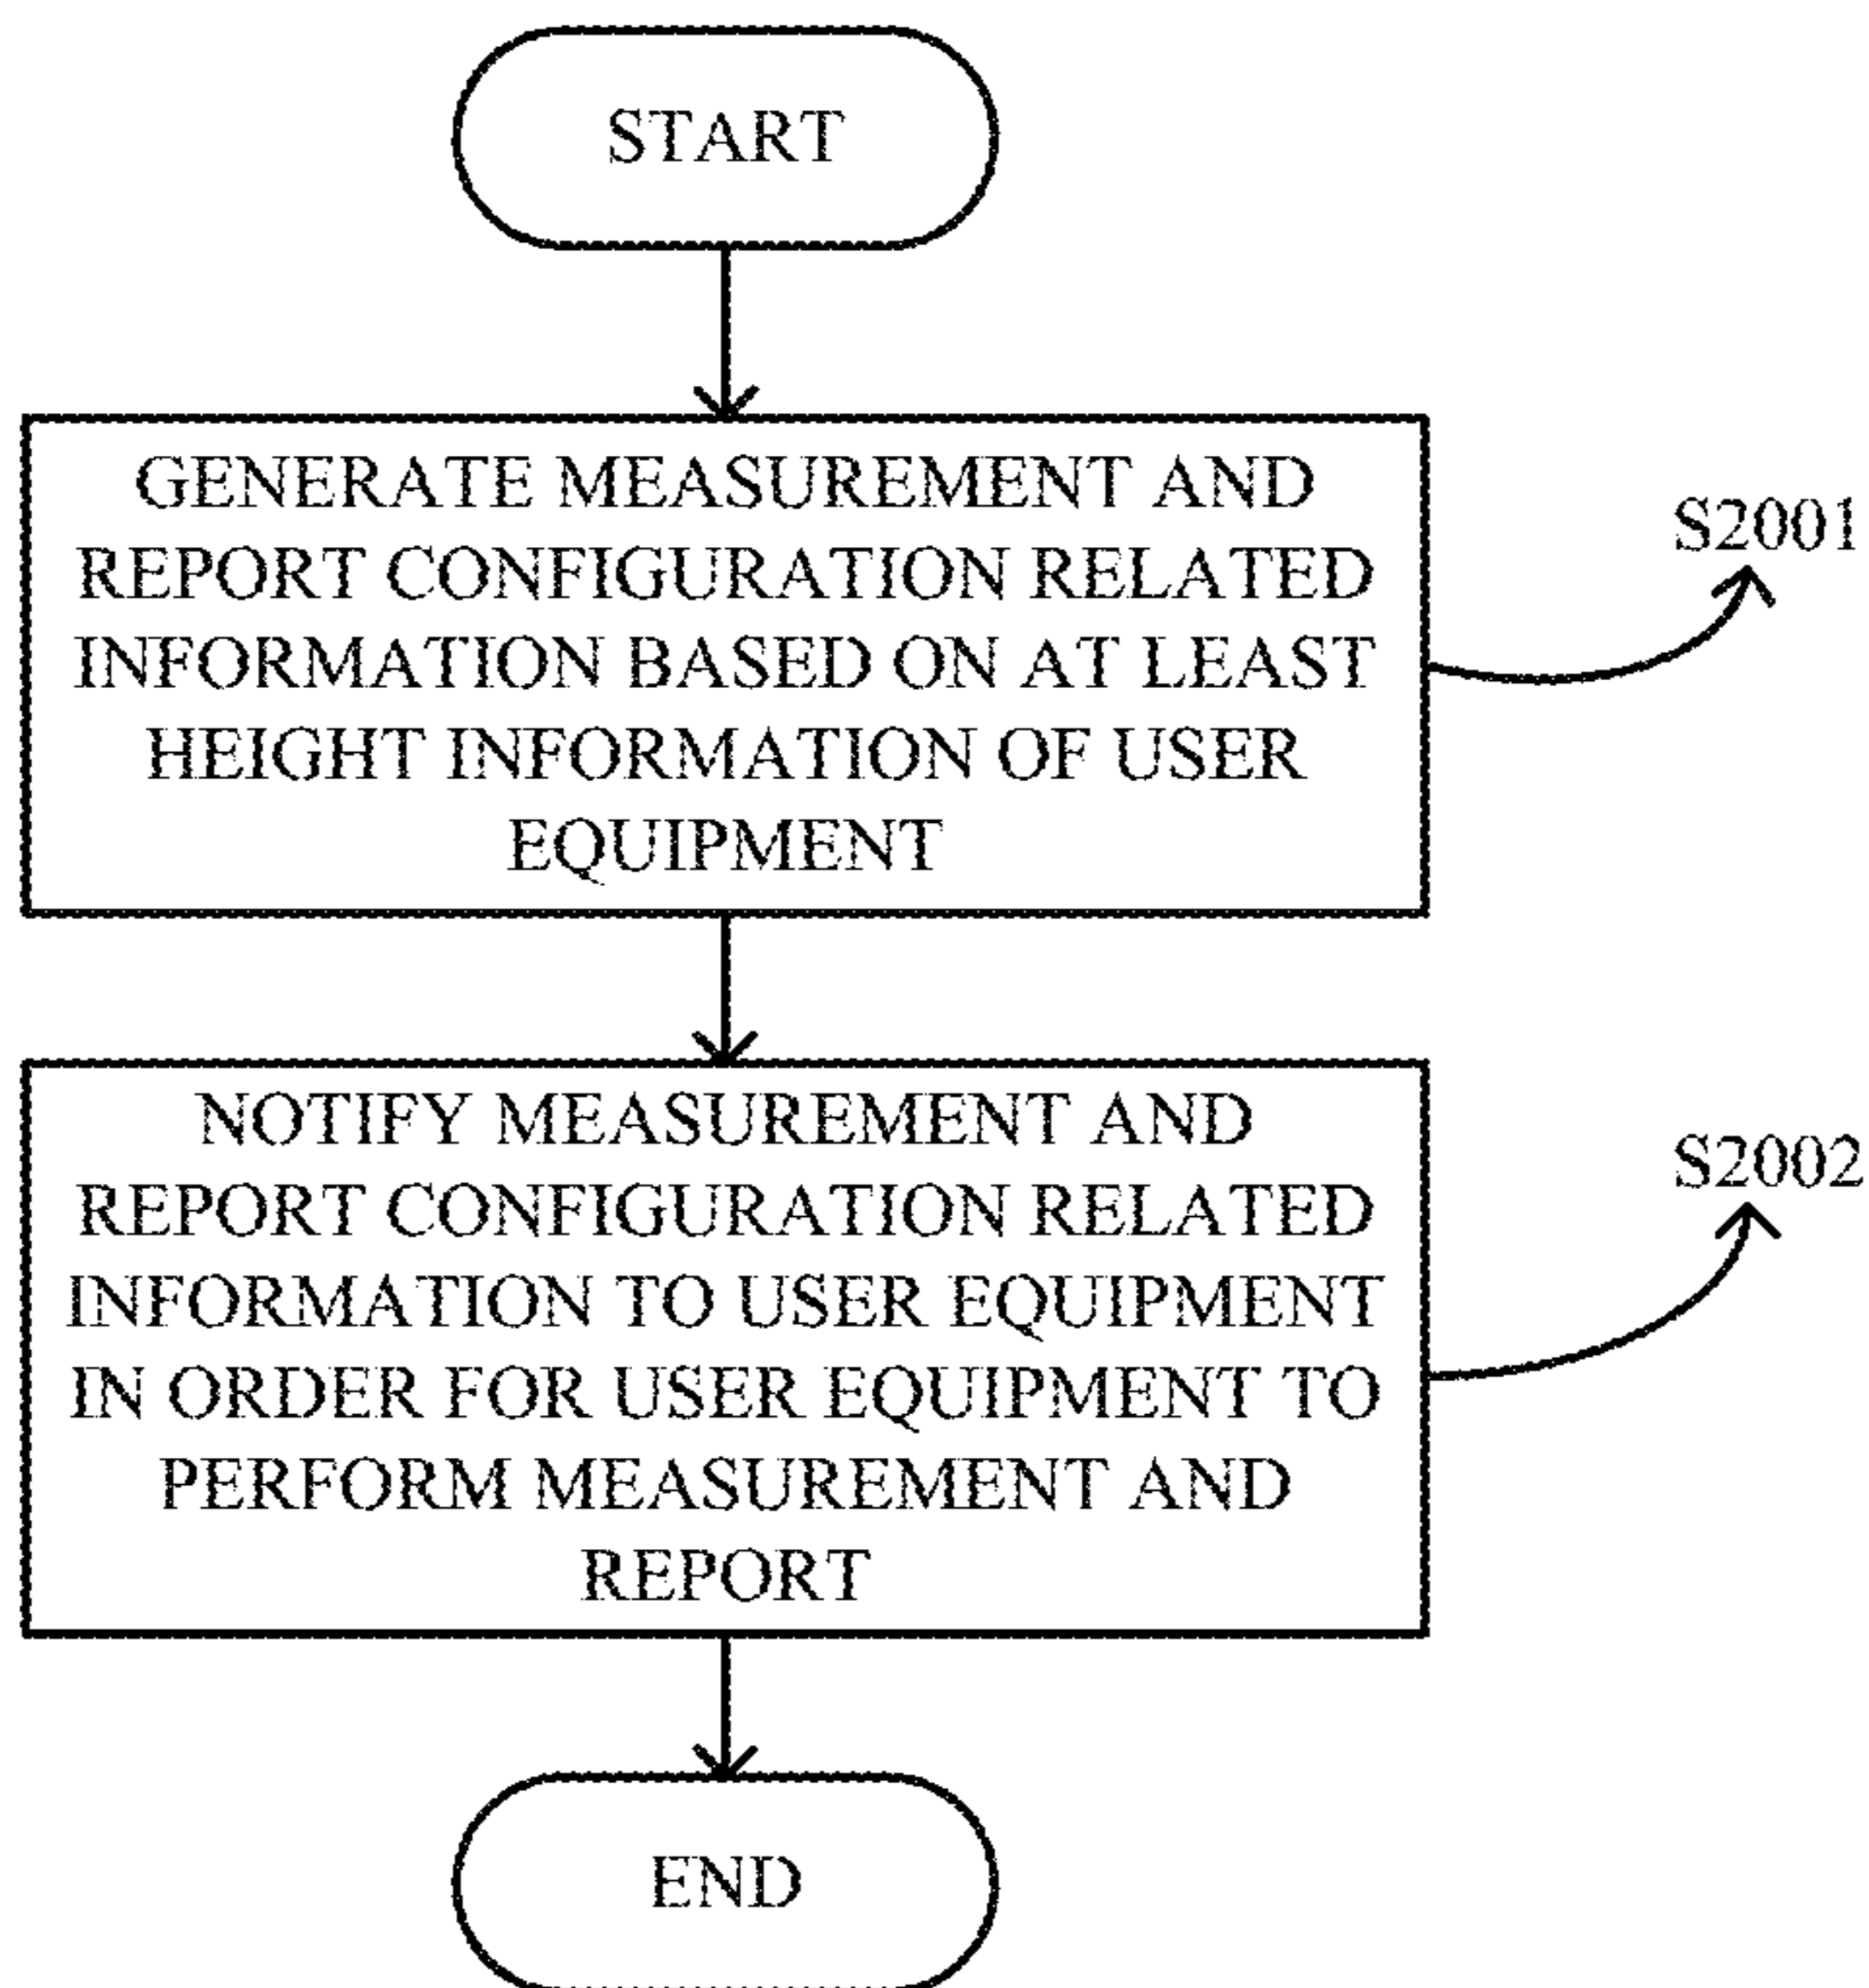 START
GENERATE MEASUREMENT AND
REPORT CONFIGURATION RELATED
INFORMATION BASED ON AT LEAST
HEIGHT INFORMATION OF USER
EQUIPMENT
S2001
NOTIFY MEASUREMENT AND
REPORT CONFIGURATION RELATED
INFORMATION TO USER EQUIPMENT
IN ORDER FOR USER EQUIPMENT TO
PERFORM MEASUREMENT AND
REPORT
S2002
END